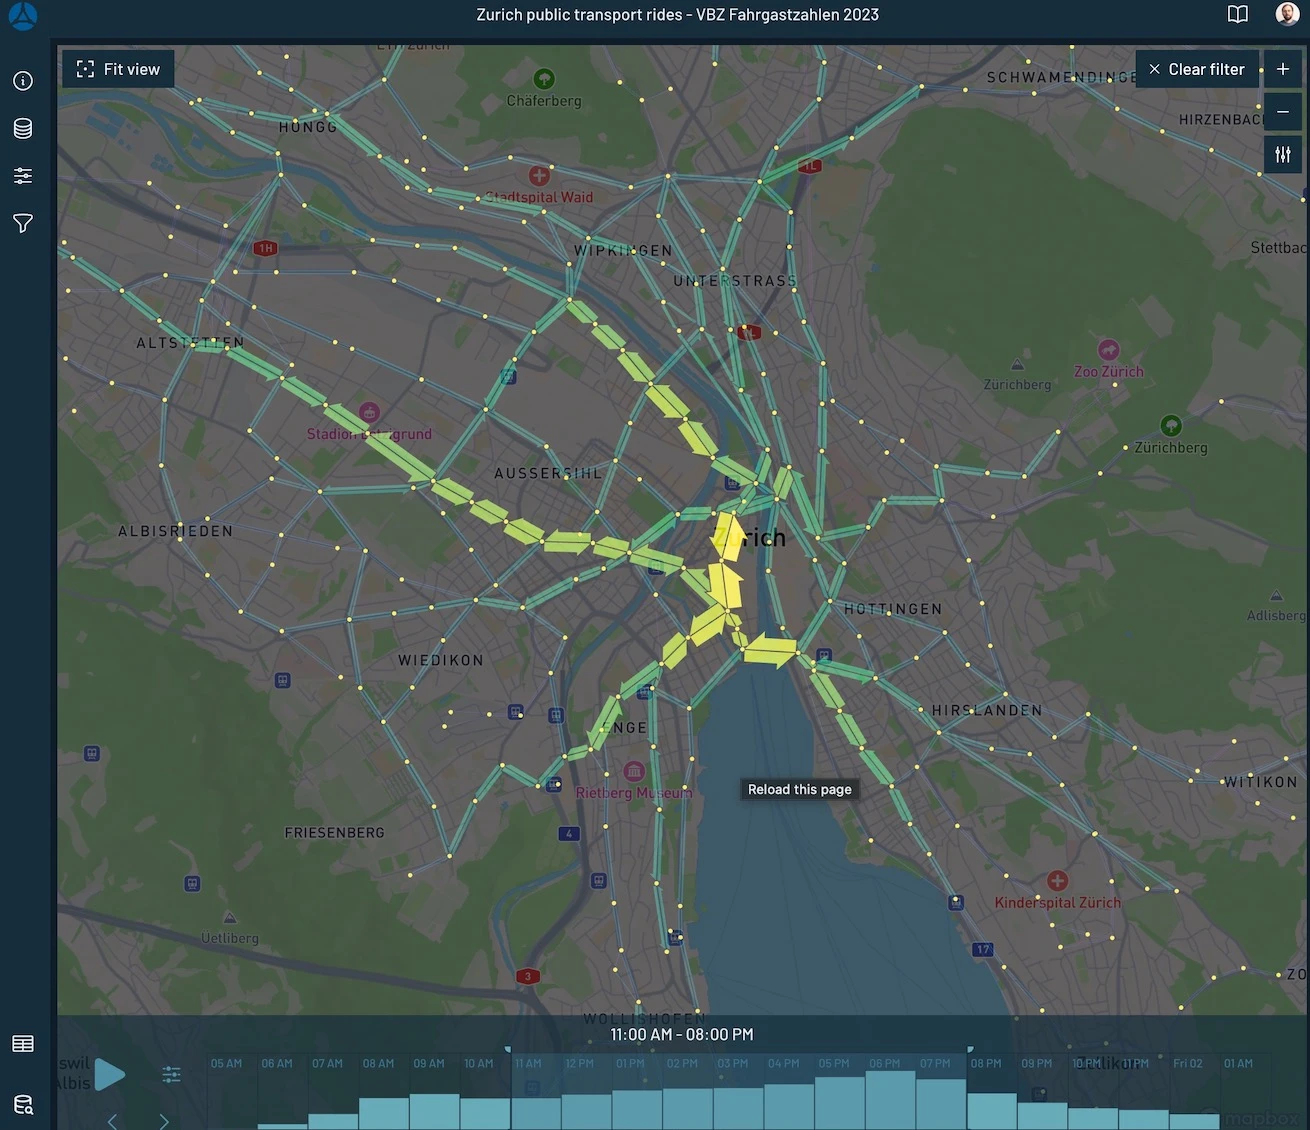 Zurich public transport rides - VBZ Fahrgastzahlen 2023
Fit view
ETH Zürich
Clear filter
SCHWAMENDINGE
Chäferberg
HÖNGG
HIRZENBAC
1L
Stadtspital Waid
1H
WIPKINGEN
Stettbac
UNTERSTRASS
ALTSTETTEN
Zoo Zürich
Zürichberg
Stadion Letzigrund
Zürichberg
AUSSERSIHL
ALBISRIEDEN
Zürich
HOTTINGEN
Adlisberg
WIEDIKON
HIRSLANDEN
ENGE
Reload this page
Rietberg Museum
WITIKON
FRIESENBERG
4
Kinderspital Zürich
Uetliberg
17
3
ZO
WOLLISHOFEN
11:00 AM - 08:00 PM
swil
Albis
05 AM
06 AM
07 AM
08 AM
09 AM
10 AM
11 AM
12 PM
01 PM
02 PM
03 PM
04 PM
05 PM
06 PM
07 PM
08 PM
09 PM
10 PM
11 PM
Fri 02
01 AM
Zollikon
mapbox